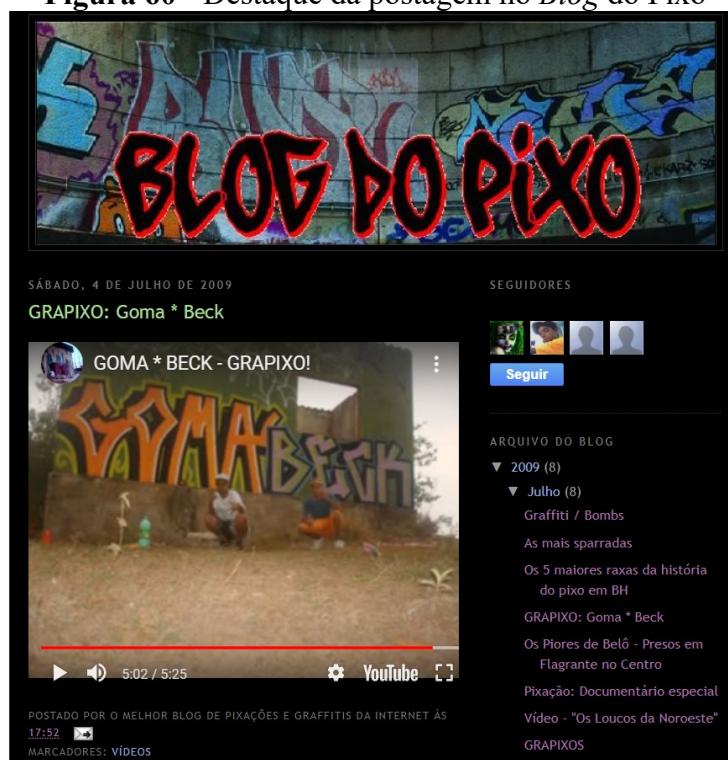 Figura 60 - Destaque da postagem no Blog do Pixo
BLOG DO PiXO
SÁBADO, 4 DE JULHO DE 2009
GRAPIXO: Goma * Beck
GOMA * BECK - GRAPIXO!
GOMA BECK
5:02 / 5:25
YouTube
POSTADO POR O MELHOR BLOG DE PIXAÇÕES E GRAFFITIS DA INTERNET ÀS
17:52
MARCADORES: VÍDEOS
SEGUIDORES
Seguir
ARQUIVO DO BLOG
▼ 2009 (8)
▼ Julho (8)
Graffiti / Bombs
As mais sparradas
Os 5 maiores raxas da história
do pixo em BH
GRAPIXO: Goma * Beck
Os Piores de Belô - Presos em
Flagrante no Centro
Pixação: Documentário especial
Vídeo - "Os Loucos da Noroeste"
GRAPIXOS